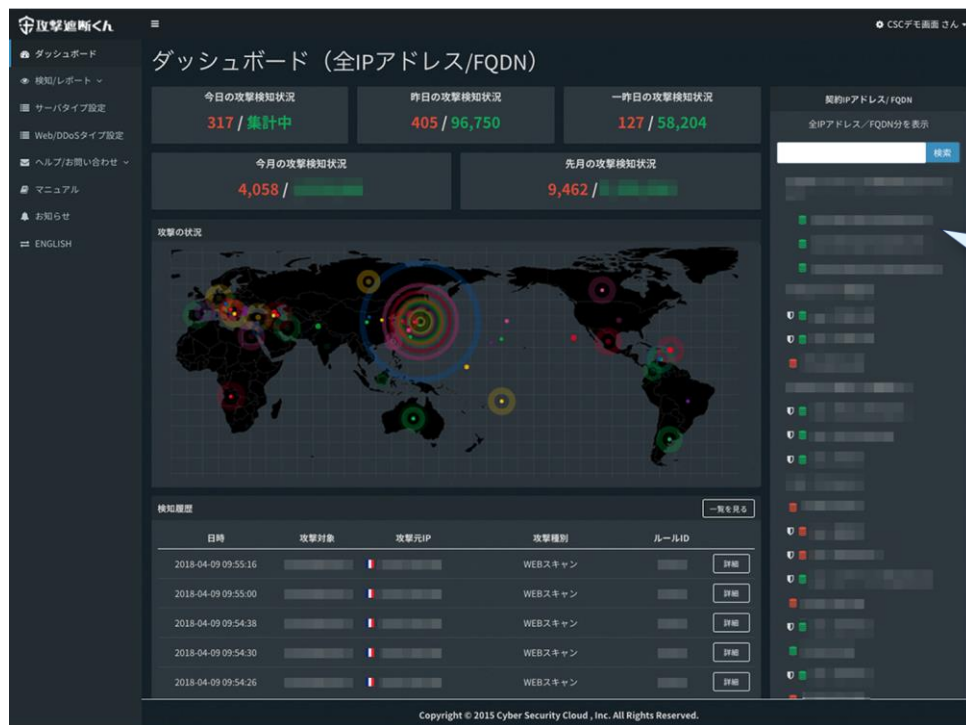 攻撃遮断くん
CSCデモ画面 さん
ダッシュボード
検知/レポート
サーバタイプ設定
Web/DDoSタイプ設定
ヘルプ/お問い合わせ
マニュアル
お知らせ
ENGLISH
ダッシュボード（全IPアドレス/FQDN）
今日の攻撃検知状況
317 / 集計中
昨日の攻撃検知状況
405 / 96,750
一昨日の攻撃検知状況
127 / 58,204
今月の攻撃検知状況
4,058 /
先月の攻撃検知状況
9,462 /
契約IPアドレス/ FQDN
全IPアドレス／FQDN分を表示
検索
攻撃の状況
検知履歴
一覧を見る
日時 攻撃対象 攻撃元IP 攻撃種別 ルールID
2018-04-09 09:55:16 WEBスキャン 詳細
2018-04-09 09:55:00 WEBスキャン 詳細
2018-04-09 09:54:38 WEBスキャン 詳細
2018-04-09 09:54:30 WEBスキャン 詳細
2018-04-09 09:54:26 WEBスキャン 詳細
Copyright © 2015 Cyber Security Cloud , Inc. All Rights Reserved.